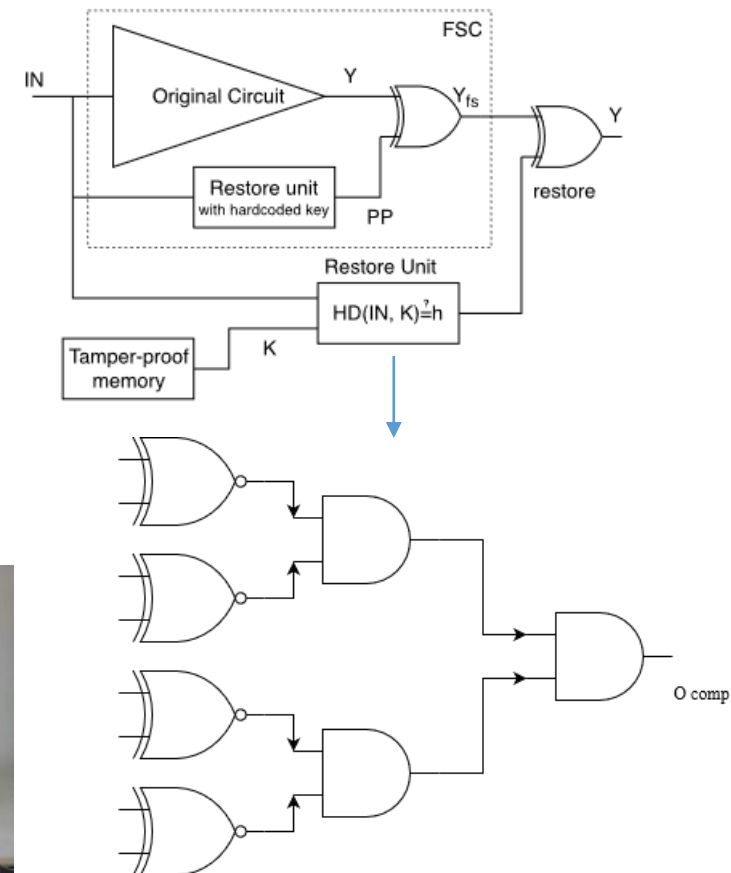 FSC
IN
Original Circuit
Y
Yfs
Y
Restore unit
with hardcoded key
PP
restore
Restore Unit
HD(IN, K)≟h
K
Tamper-proof
memory
O comp